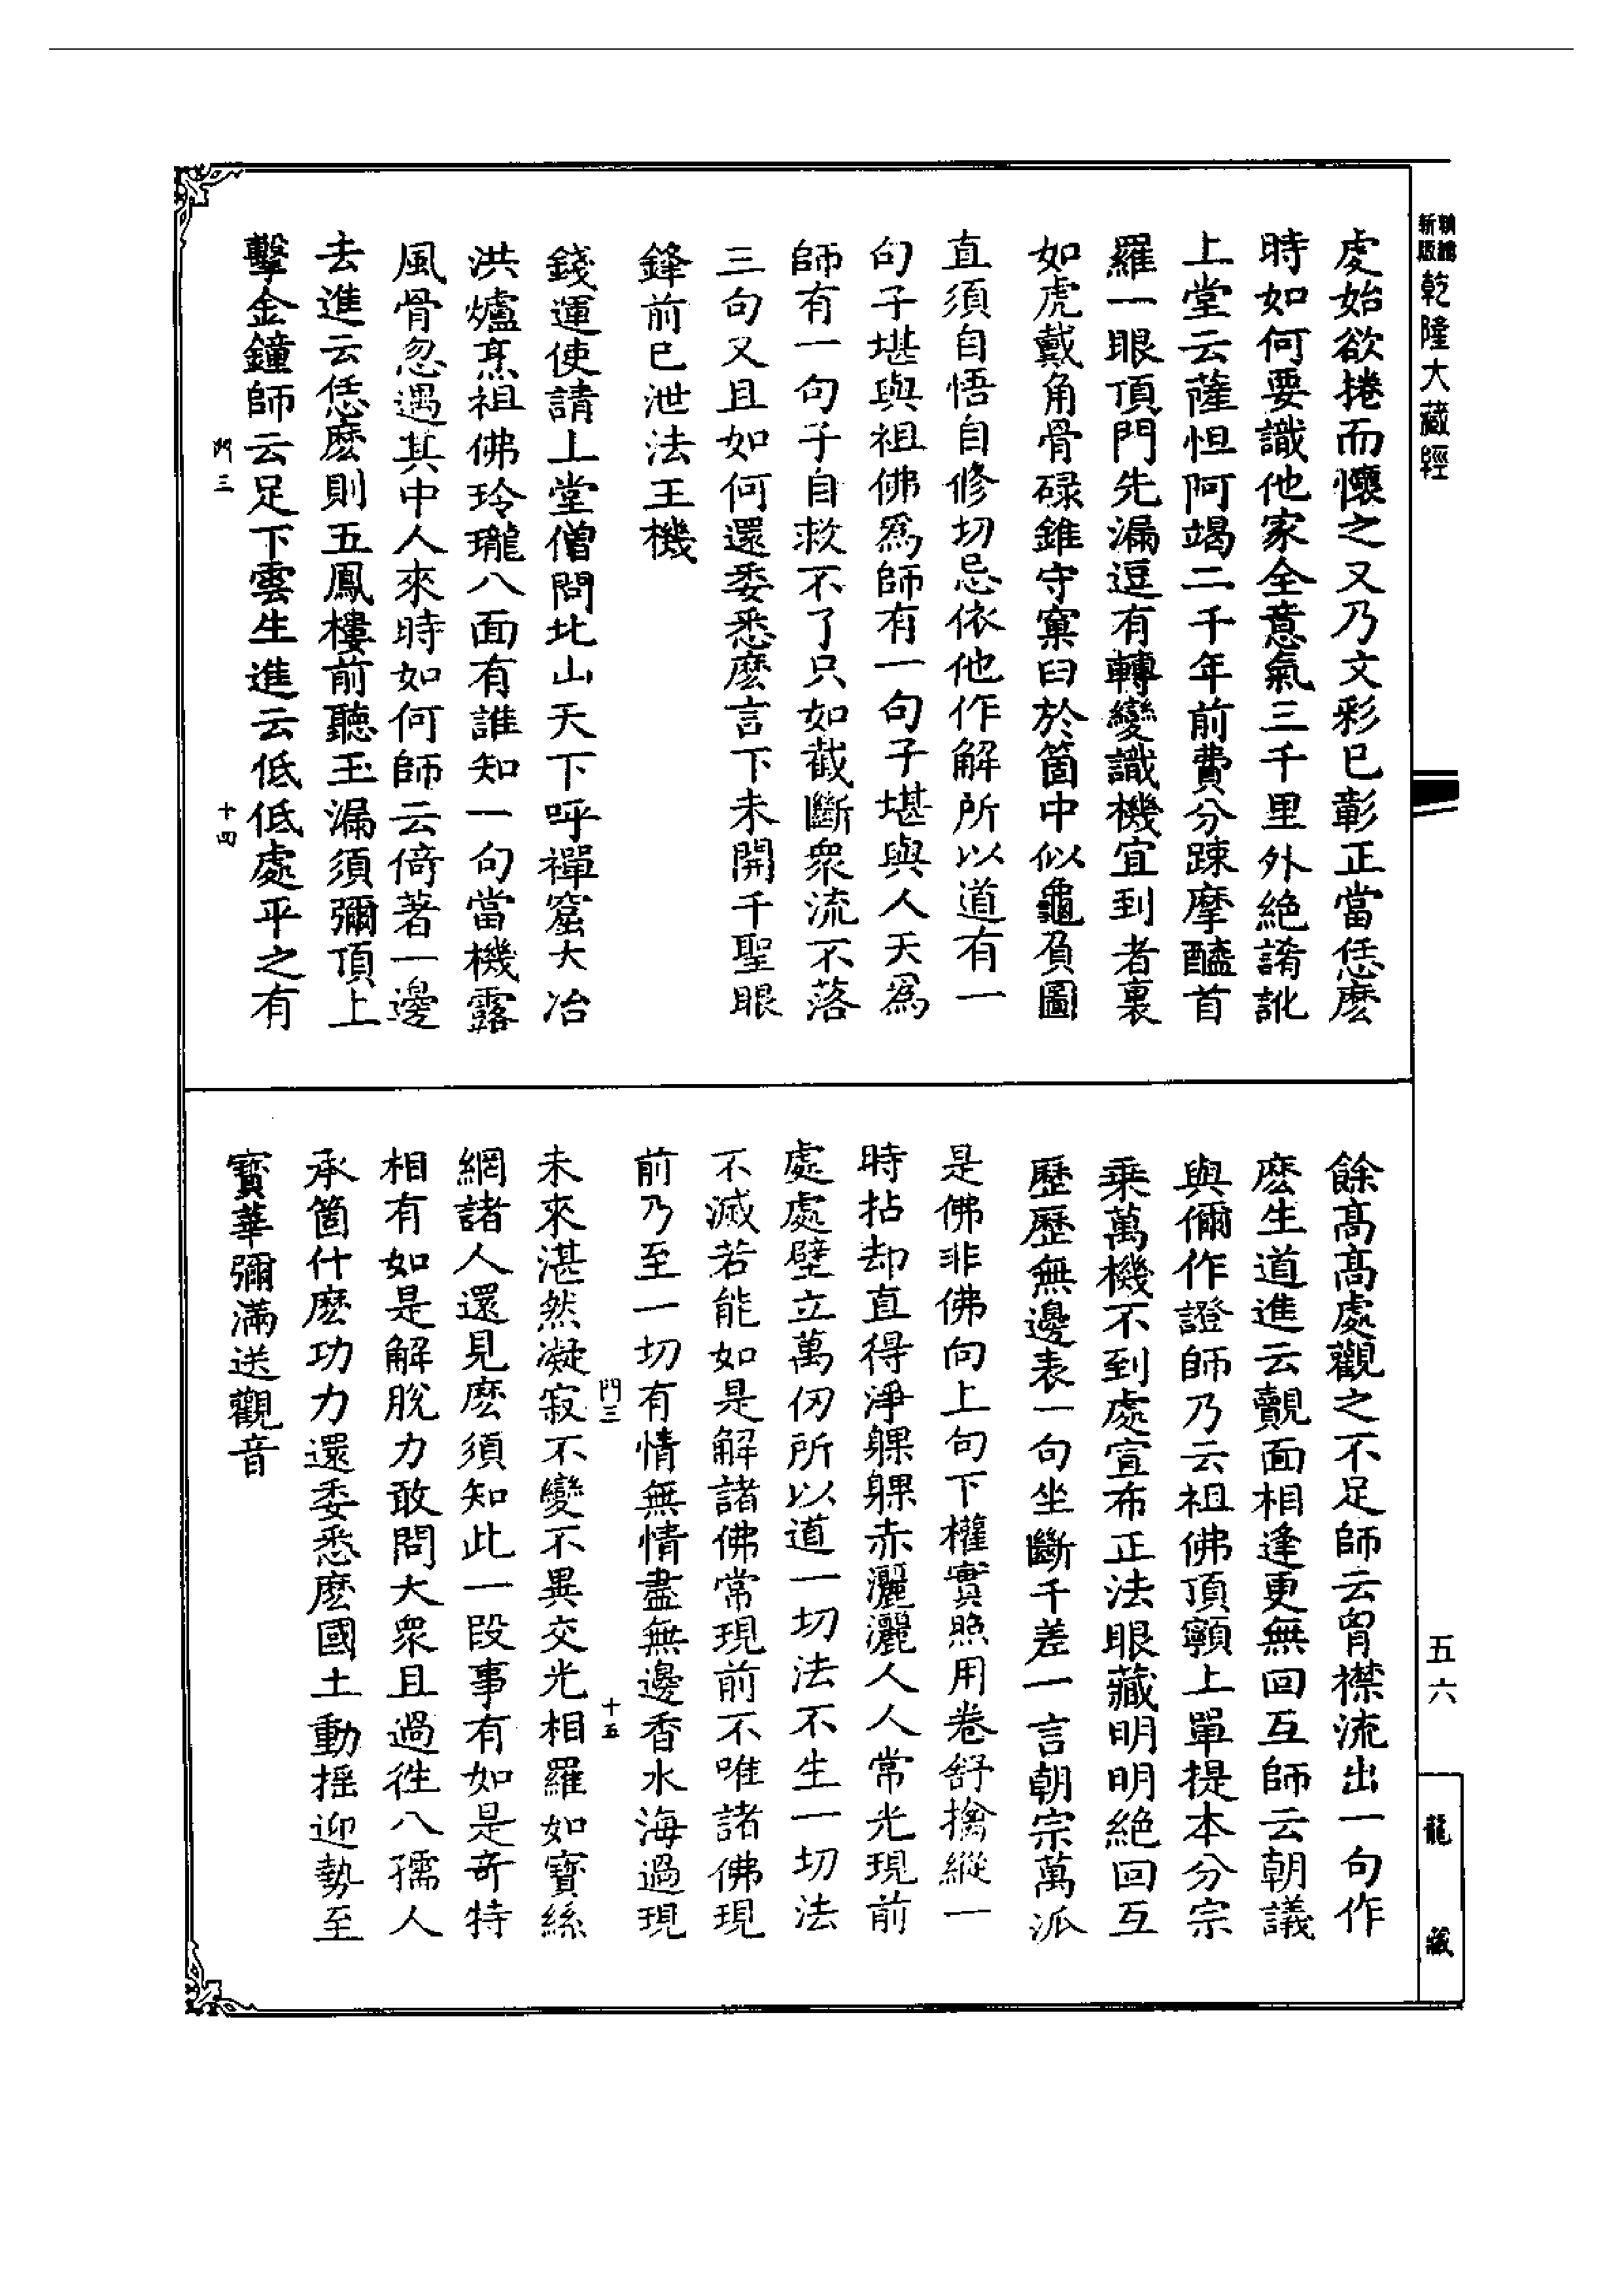 新版
乾隆大藏經
處始欲捲而懷之又乃文彩已彰正當恁麽
時如何要識他家全意氣三千里外絕誵訛
上堂云薩怛阿竭二千年前費分疎摩醯首
羅一眼頂門先漏逗有轉變識機宜到者裏
如虎戴角骨碌錐守窠臼於箇中似龜負圖
直須自悟自修切忌依他作解所以道有一
句子堪與祖佛爲師有一句子堪與人天爲
師有一句子自救不了只如截斷衆流不落
三句又且如何還委悉麽言下未開千聖眼
鋒前已泄法王機
錢運使請上堂僧問北山天下呼禪窟大冶
洪爐烹祖佛玲瓏八面有誰知一句當機露
風骨忽遇其中人來時如何師云倚著一邊
去進云恁麽則五鳳樓前聽玉漏須彌頂上
擊金鐘師云足下雲生進云低低處平之有
門三
十四
餘高高處觀之不足師云胷襟流出一句作
麽生道進云覿面相逢更無回互師云朝議
與儞作證師乃云祖佛頂𩕳上單提本分宗
乗萬機不到處宣布正法眼藏明明絕回互
歷歷無邊表一句坐斷千差一言朝宗萬派
是佛非佛向上句下權實照用卷舒擒縱一
時拈却直得淨躶躶赤灑灑人人常光現前
處處壁立萬仞所以道一切法不生一切法
不滅若能如是解諸佛常現前不唯諸佛現
前乃至一切有情無情盡無邊香水海過現
門三
十五
未來湛然凝寂不變不異交光相羅如寶絲
網諸人還見麽須知此一段事有如是奇特
相有如是解脫力敢問大衆且過徃八孺人
承箇什麽功力還委悉麽國土動搖迎勢至
寳華彌滿送觀音
五六
龍藏